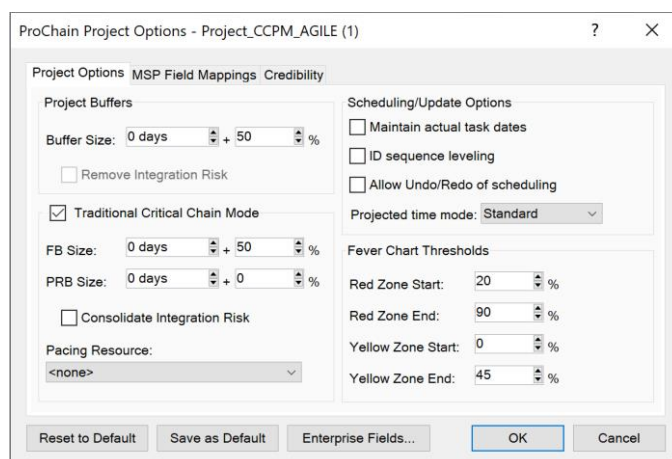 ProChain Project Options - Project_CCPM_AGILE (1) ? ×
Project Options MSP Field Mappings Credibility
Project Buffers
Buffer Size: 0 days + 50 %
Remove Integration Risk
Traditional Critical Chain Mode
FB Size: 0 days + 50 %
PRB Size: 0 days + 0 %
Consolidate Integration Risk
Pacing Resource:
<none>
Scheduling/Update Options
Maintain actual task dates
ID sequence leveling
Allow Undo/Redo of scheduling
Projected time mode: Standard
Fever Chart Thresholds
Red Zone Start: 20 %
Red Zone End: 90 %
Yellow Zone Start: 0 %
Yellow Zone End: 45 %
Reset to Default Save as Default Enterprise Fields... OK Cancel